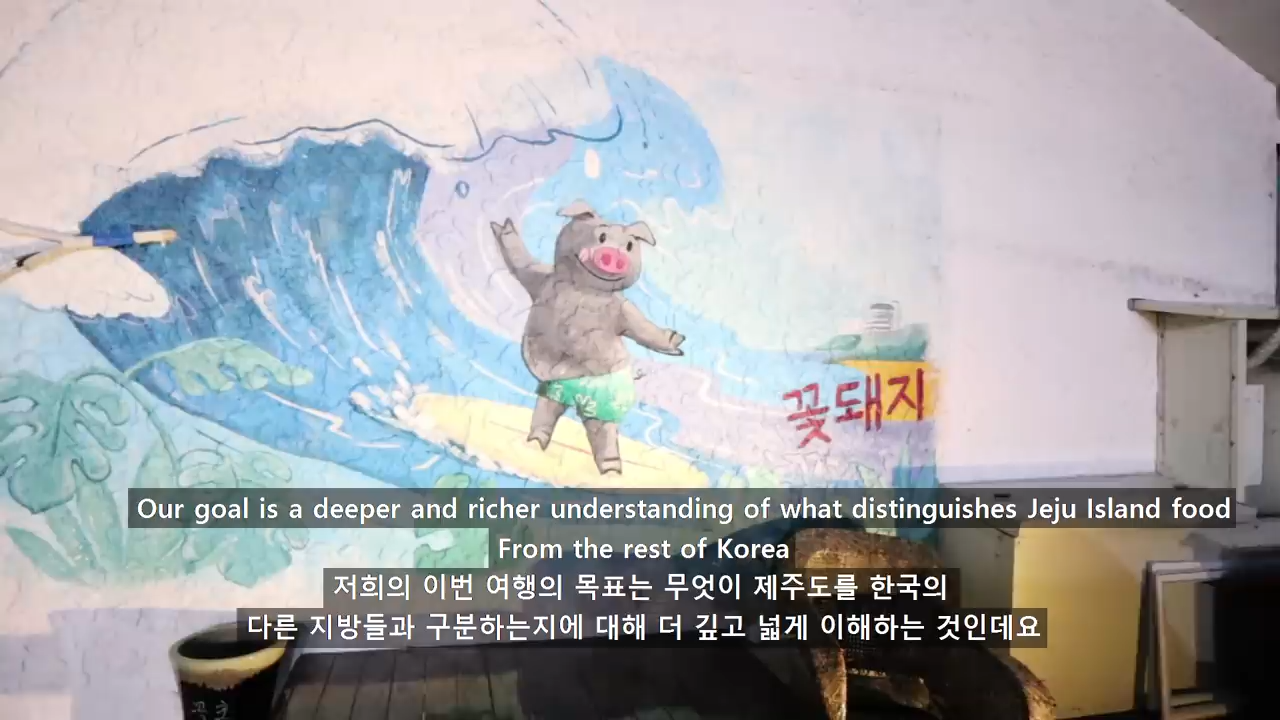 꽃돼지
Our goal is a deeper and richer understanding of what distinguishes Jeju Island food
From the rest of Korea
저희의 이번 여행의 목표는 무엇이 제주도를 한국의
다른 지방들과 구분하는지에 대해 더 깊고 넓게 이해하는 것인데요